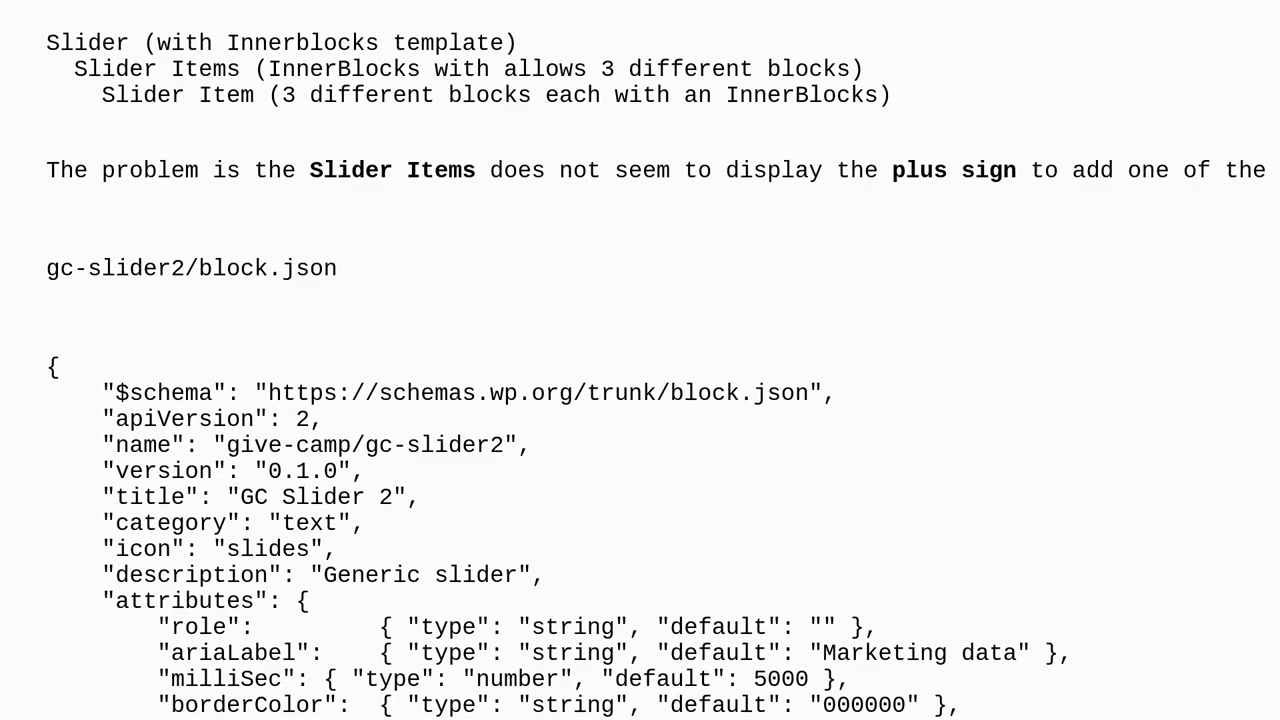 Slider (with Innerblocks template)
  Slider Items (InnerBlocks with allows 3 different blocks)
    Slider Item (3 different blocks each with an InnerBlocks)
The problem is the Slider Items does not seem to display the plus sign to add one of the
gc-slider2/block.json
{
    "$schema": "https://schemas.wp.org/trunk/block.json",
    "apiVersion": 2,
    "name": "give-camp/gc-slider2",
    "version": "0.1.0",
    "title": "GC Slider 2",
    "category": "text",
    "icon": "slides",
    "description": "Generic slider",
    "attributes": {
        "role":         { "type": "string", "default": "" },
        "ariaLabel":    { "type": "string", "default": "Marketing data" },
        "milliSec": { "type": "number", "default": 5000 },
        "borderColor":  { "type": "string", "default": "000000" },